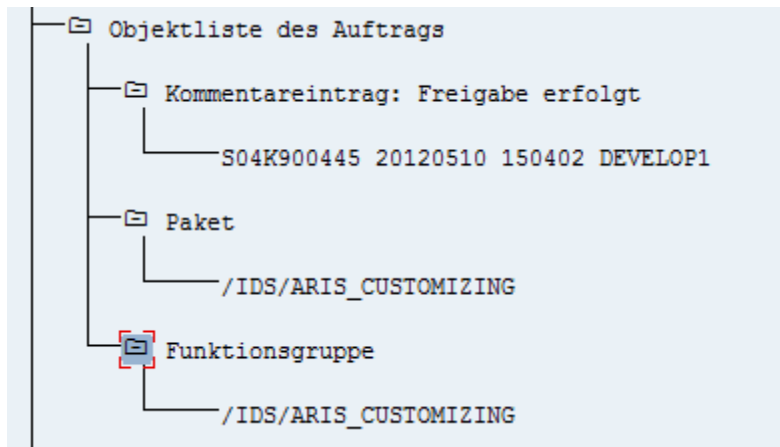 Objektliste des Auftrags
Kommentareintrag: Freigabe erfolgt
S04K900445 20120510 150402 DEVELOP1
Paket
/IDS/ARIS_CUSTOMIZING
Funktionsgruppe
/IDS/ARIS_CUSTOMIZING